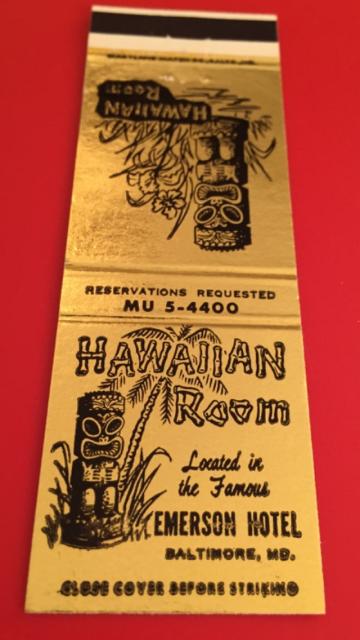 HAWAIIAN
Room
RESERVATIONS REQUESTED
MU 5-4400
HAWAIIAN
Room
Located in
the Famous
EMERSON HOTEL
BALTIMORE, MD.
CLOSE COVER BEFORE STRIKING